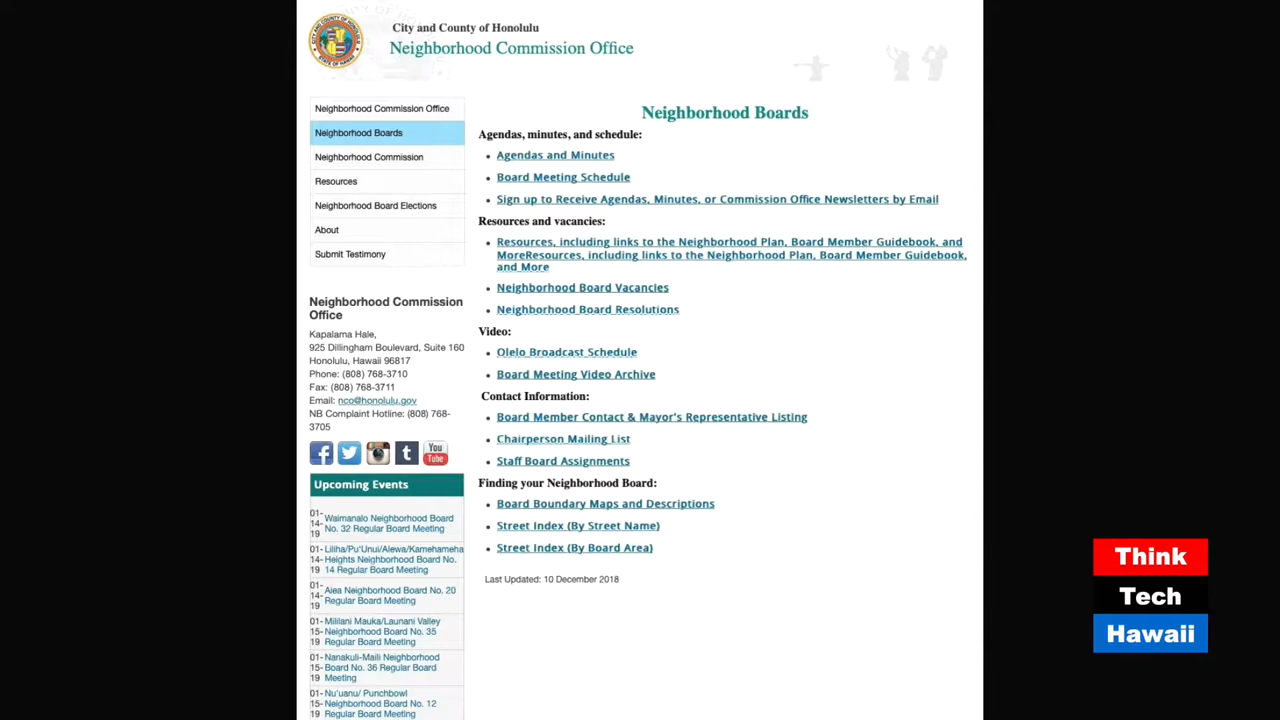 City and County of Honolulu
Neighborhood Commission Office
Neighborhood Commission Office
Neighborhood Boards
Neighborhood Commission
Resources
Neighborhood Board Elections
About
Submit Testimony
Neighborhood Commission
Office
Kapalama Hale,
925 Dillingham Boulevard, Suite 160
Honolulu, Hawaii 96817
Phone: (808) 768-3710
Fax: (808) 768-3711
Email: nco@honolulu.gov
NB Complaint Hotline: (808) 768-
3705
You
Tube
Upcoming Events
01-
14-
19
Waimanalo Neighborhood Board
No. 32 Regular Board Meeting
01-
14-
19
Liliha/Pu'Unui/Alewa/Kamehameha
Heights Neighborhood Board No.
14 Regular Board Meeting
01-
14-
19
Aiea Neighborhood Board No. 20
Regular Board Meeting
01-
15-
19
Mililani Mauka/Launani Valley
Neighborhood Board No. 35
Regular Board Meeting
01-
15-
19
Nanakuli-Maili Neighborhood
Board No. 36 Regular Board
Meeting
01-
15-
19
Nu'uanu/ Punchbowl
Neighborhood Board No. 12
Regular Board Meeting
Neighborhood Boards
Agendas, minutes, and schedule:
Agendas and Minutes
Board Meeting Schedule
Sign up to Receive Agendas, Minutes, or Commission Office Newsletters by Email
Resources and vacancies:
Resources, including links to the Neighborhood Plan, Board Member Guidebook, and
MoreResources, including links to the Neighborhood Plan, Board Member Guidebook,
and More
Neighborhood Board Vacancies
Neighborhood Board Resolutions
Video:
Olelo Broadcast Schedule
Board Meeting Video Archive
Contact Information:
Board Member Contact & Mayor's Representative Listing
Chairperson Mailing List
Staff Board Assignments
Finding your Neighborhood Board:
Board Boundary Maps and Descriptions
Street Index (By Street Name)
Street Index (By Board Area)
Last Updated: 10 December 2018
Think
Tech
Hawaii